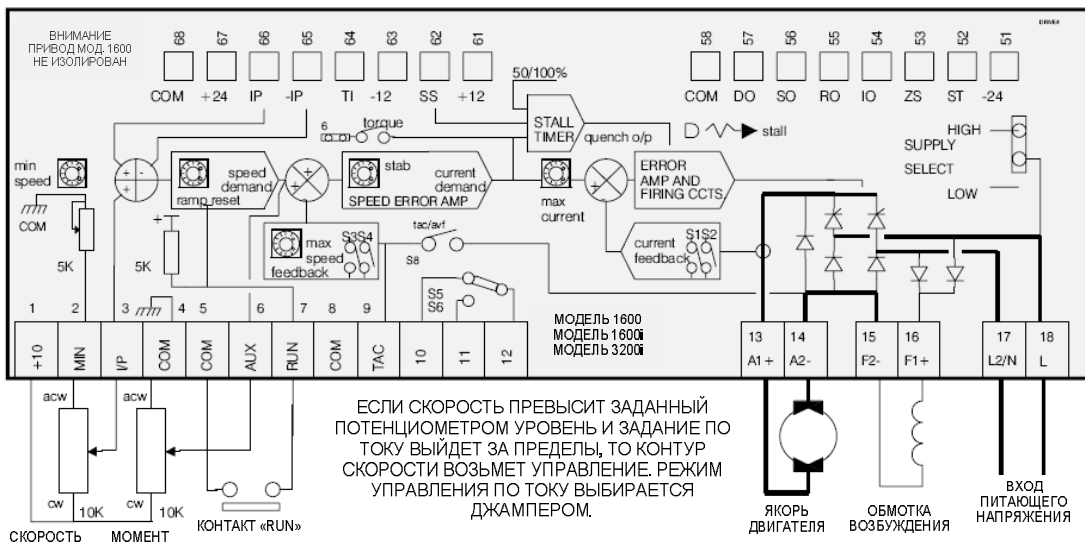 ВНИМАНИЕ
ПРИВОД МОД. 1600
НЕ ИЗОЛИРОВАН
DRIVE4
68 67 66 65 64 63 62 61
58 57 56 55 54 53 52 51
COM +24 IP -IP TI -12 SS +12
COM DO SO RO IO ZS ST -24
50/100%
6
torque
STALL
TIMER
quench o/p
stall
HIGH
SUPPLY
SELECT
LOW
min
speed
+ - + +
speed
demand
ramp reset
stab
current
demand
SPEED ERROR AMP
max
current
ERROR
AMP AND
FIRING CCTS
COM
+
5K
5K
max
speed
feedback
S3S4
tac/avf
S8
current
feedback
S1S2
S5
S6
МОДЕЛЬ 1600
МОДЕЛЬ 1600i
МОДЕЛЬ 3200i
1 2 3 4 5 6 7 8 9
+10 MIN I/P COM COM AUX RUN COM TAC 10 11 12
13 14 15 16 17 18
A1+ A2- F2- F1+ L2/N L
acw acw
cw 10K cw 10K
СКОРОСТЬ МОМЕНТ
КОНТАКТ «RUN»
ЕСЛИ СКОРОСТЬ ПРЕВЫСИТ ЗАДАННЫЙ
ПОТЕНЦИОМЕТРОМ УРОВЕНЬ И ЗАДАНИЕ ПО
ТОКУ ВЫЙДЕТ ЗА ПРЕДЕЛЫ, ТО КОНТУР
СКОРОСТИ ВОЗЬМЕТ УПРАВЛЕНИЕ. РЕЖИМ
УПРАВЛЕНИЯ ПО ТОКУ ВЫБИРАЕТСЯ
ДЖАМПЕРОМ.
ЯКОРЬ
ДВИГАТЕЛЯ
ОБМОТКА
ВОЗБУЖДЕНИЯ
ВХОД
ПИТАЮЩЕГО
НАПРЯЖЕНИЯ